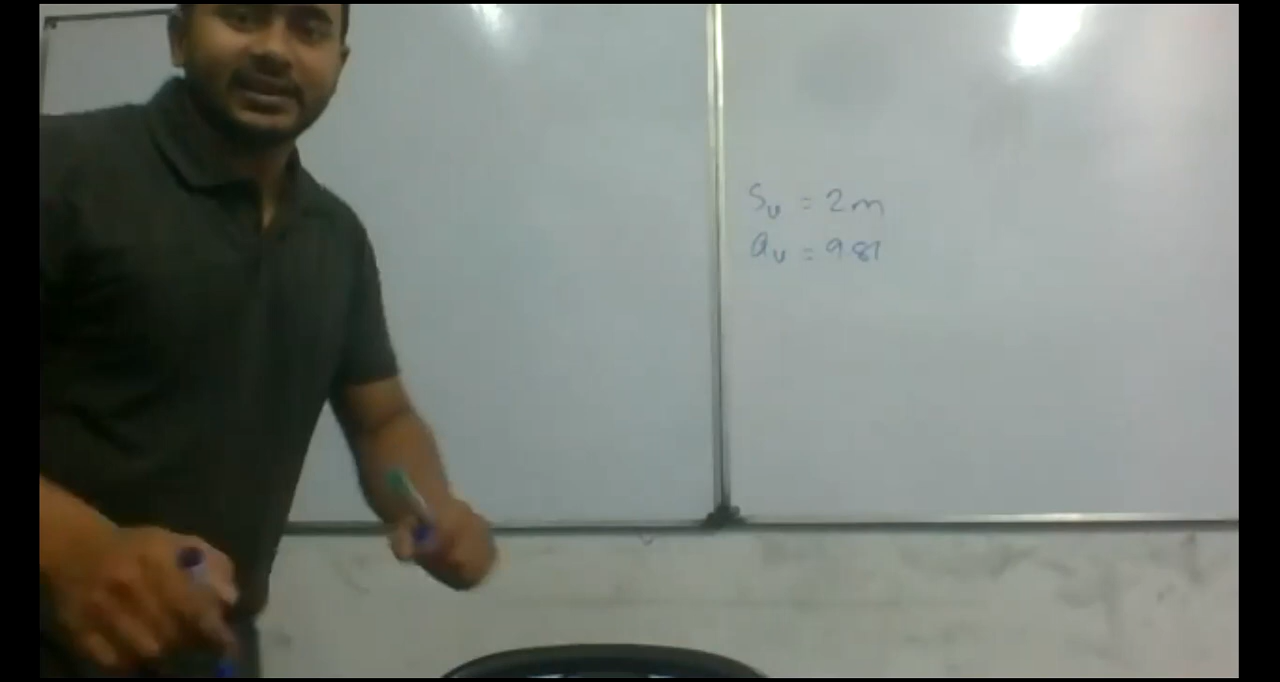 Sv = 2m
av = 9.81